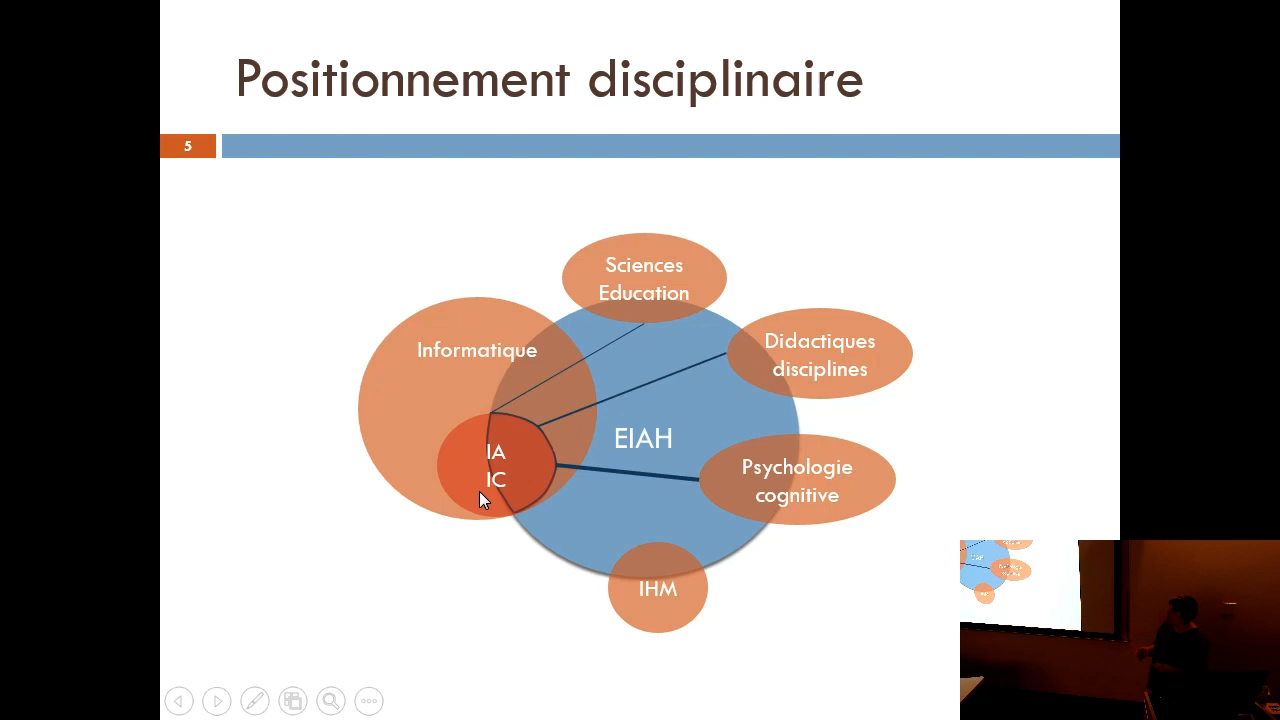 Positionnement disciplinaire
5
Sciences
Education
Informatique
Didactiques
disciplines
EIAH
IA
IC
Psychologie
cognitive
IHM